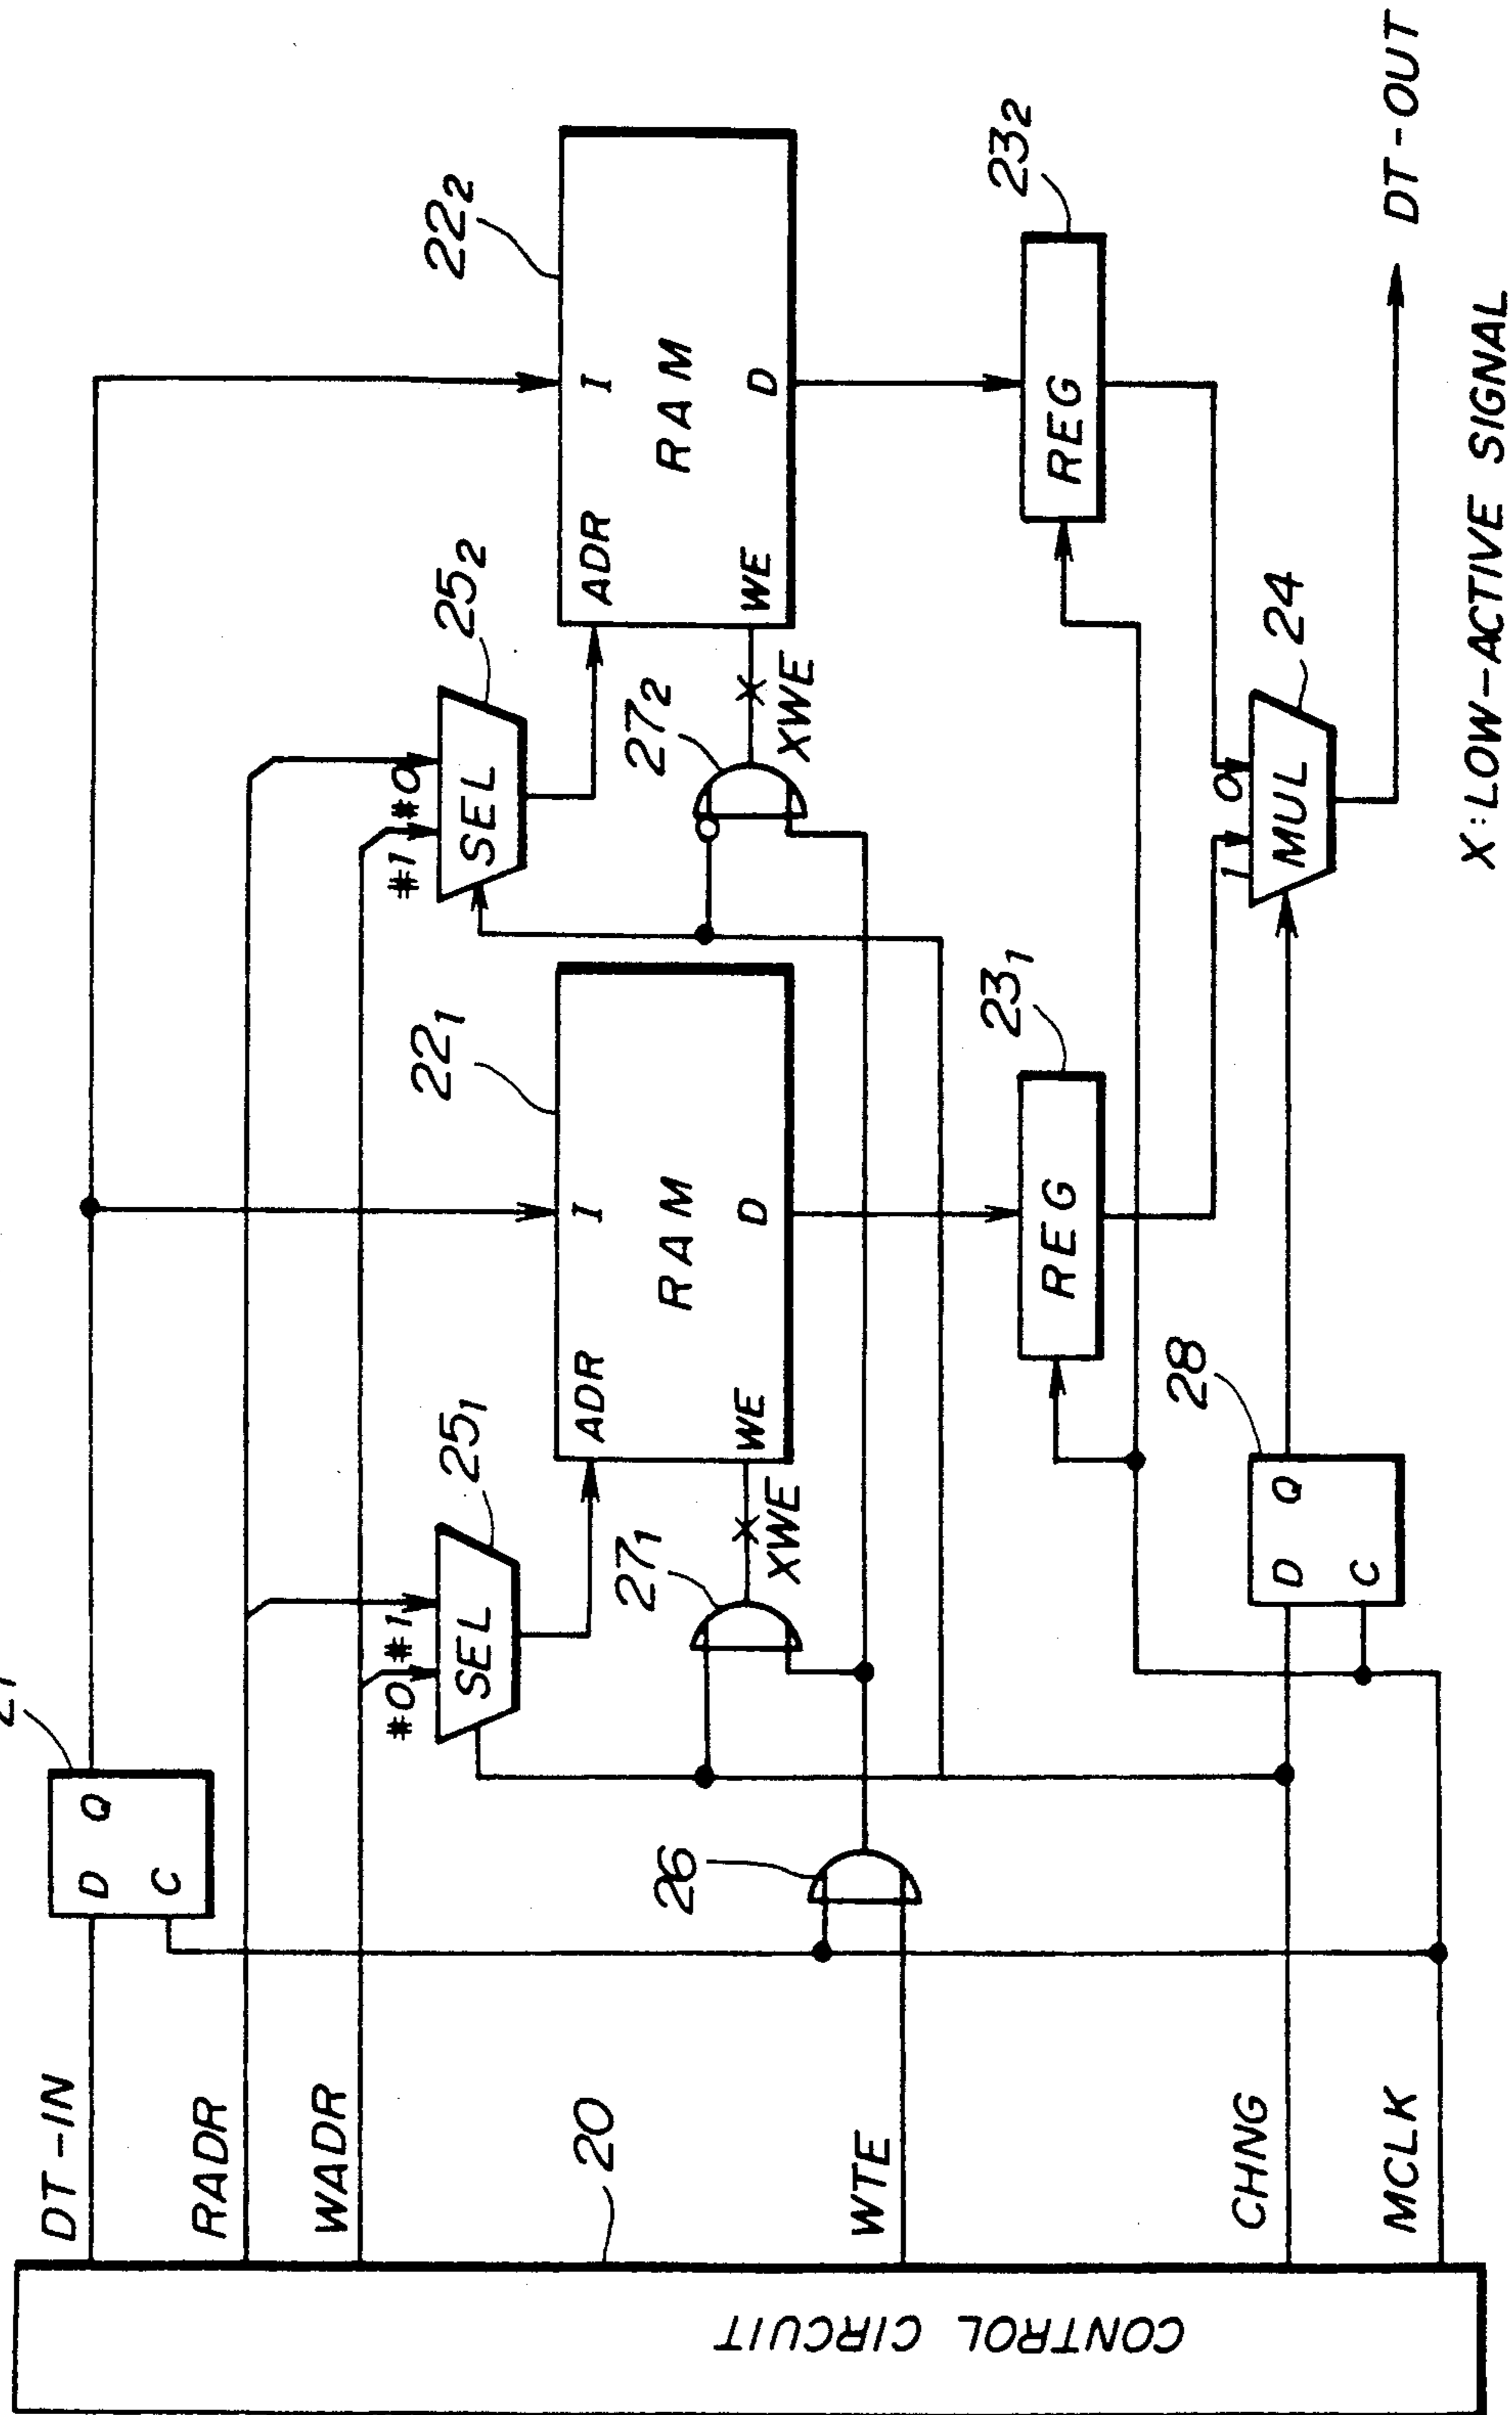 21
D Q
C
DT-IN
RADR
WADR
20
WTE
CHNG
MCLK
CONTROL CIRCUIT
26
#0 #1
SEL
25₁
27₁
XWE
22₁
ADR
I
RAM
WE
D
#1 #0
SEL
25₂
27₂
XWE
22₂
ADR
I
RAM
WE
D
REG
23₁
REG
23₂
28
D Q
C
1 0
MUL
24
DT-OUT
X:LOW-ACTIVE SIGNAL